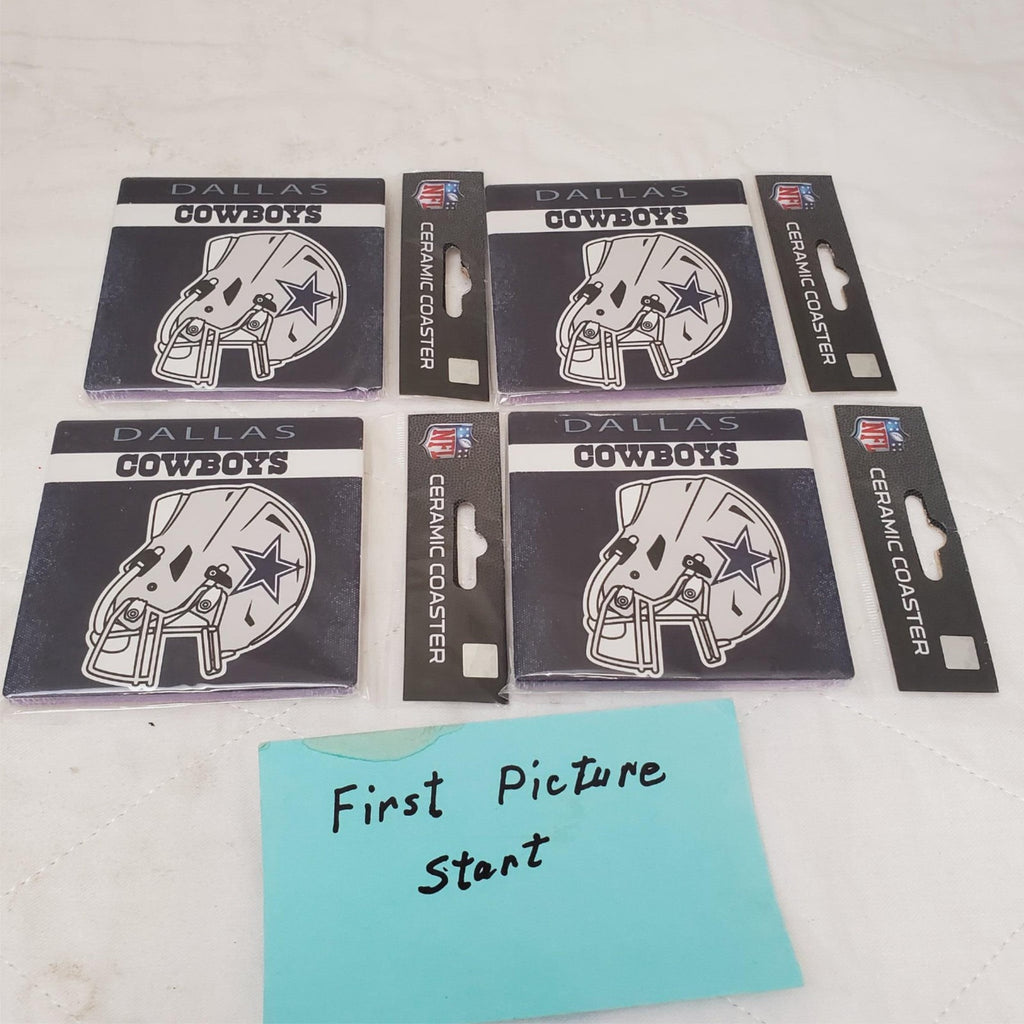 DALLAS
COWBOYS
NFL
CERAMIC COASTER
DALLAS
COWBOYS
NFL
CERAMIC COASTER
DALLAS
COWBOYS
NFL
CERAMIC COASTER
DALLAS
COWBOYS
NFL
CERAMIC COASTER
First Picture
Start